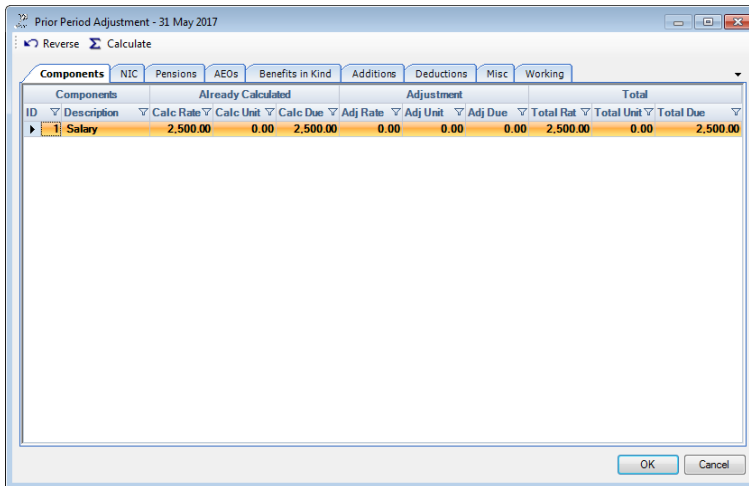 Prior Period Adjustment - 31 May 2017
Reverse Σ Calculate
Components NIC Pensions AEOs Benefits in Kind Additions Deductions Misc Working
Components Already Calculated Adjustment Total
ID Description Calc Rate Calc Unit Calc Due Adj Rate Adj Unit Adj Due Total Rat Total Unit Total Due
1 Salary 2,500.00 0.00 2,500.00 0.00 0.00 0.00 2,500.00 0.00 2,500.00
OK Cancel